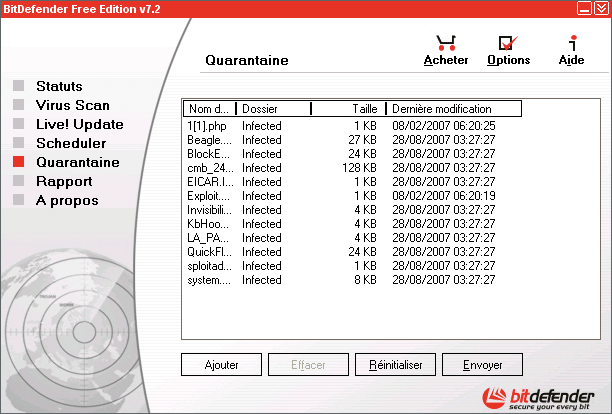 BitDefender Free Edition v7.2
Quarantaine
Acheter Options Aide
Statuts
Virus Scan
Live! Update
Scheduler
Quarantaine
Rapport
A propos
Nom d... Dossier Taille Dernière modification
1[1].php Infected 1 KB 08/02/2007 06:20:25
Beagle.... Infected 27 KB 28/08/2007 03:27:27
BlockE... Infected 24 KB 28/08/2007 03:27:27
cmb_24... Infected 128 KB 28/08/2007 03:27:27
EICAR.I... Infected 1 KB 28/08/2007 03:27:27
Exploit.... Infected 1 KB 08/02/2007 06:20:19
Invisibili... Infected 4 KB 28/08/2007 03:27:27
KbHoo... Infected 4 KB 28/08/2007 03:27:27
LA_PA... Infected 4 KB 28/08/2007 03:27:27
QuickFl... Infected 24 KB 28/08/2007 03:27:27
sploitad... Infected 1 KB 28/08/2007 03:27:27
system.... Infected 8 KB 28/08/2007 03:27:27
Ajouter Effacer Réinitialiser Envoyer
bitdefender
secure your every bit